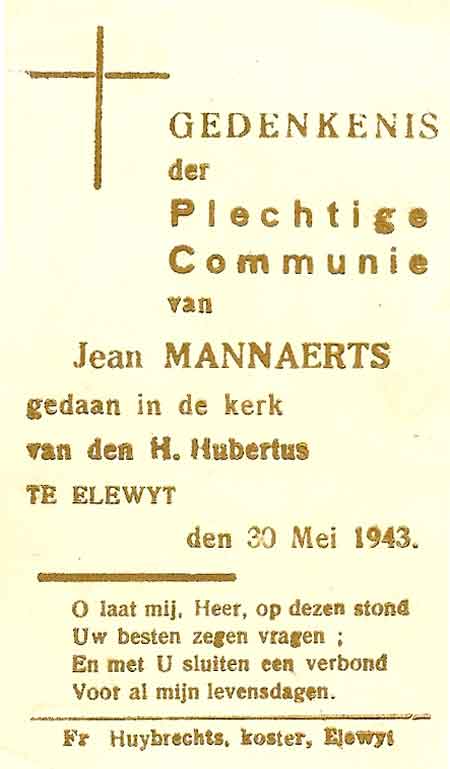 GEDENKENIS
der
Plechtige
Communie
van
Jean MANNAERTS
gedaan in de kerk
van den H. Hubertus
TE ELEWYT
den 30 Mei 1943.
O laat mij, Heer, op dezen stond
Uw besten zegen vragen ;
En met U sluiten een verbond
Voor al mijn levensdagen.
Fr Huybrechts, koster, Elewyt